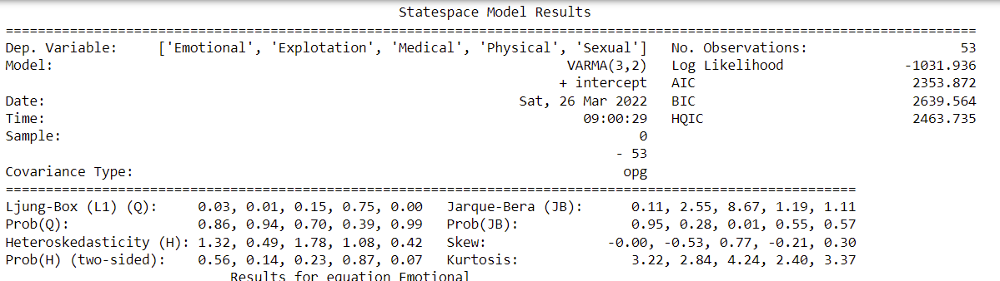 Statespace Model Results
==============================================================================================================
Dep. Variable: ['Emotional', 'Explotation', 'Medical', 'Physical', 'Sexual'] No. Observations: 53
Model: VARMA(3,2) Log Likelihood -1031.936
+ intercept AIC 2353.872
Date: Sat, 26 Mar 2022 BIC 2639.564
Time: 09:00:29 HQIC 2463.735
Sample: 0
- 53
Covariance Type: opg
==============================================================================================
Ljung-Box (L1) (Q): 0.03, 0.01, 0.15, 0.75, 0.00 Jarque-Bera (JB): 0.11, 2.55, 8.67, 1.19, 1.11
Prob(Q): 0.86, 0.94, 0.70, 0.39, 0.99 Prob(JB): 0.95, 0.28, 0.01, 0.55, 0.57
Heteroskedasticity (H): 1.32, 0.49, 1.78, 1.08, 0.42 Skew: -0.00, -0.53, 0.77, -0.21, 0.30
Prob(H) (two-sided): 0.56, 0.14, 0.23, 0.87, 0.07 Kurtosis: 3.22, 2.84, 4.24, 2.40, 3.37
Results for equation Emotional